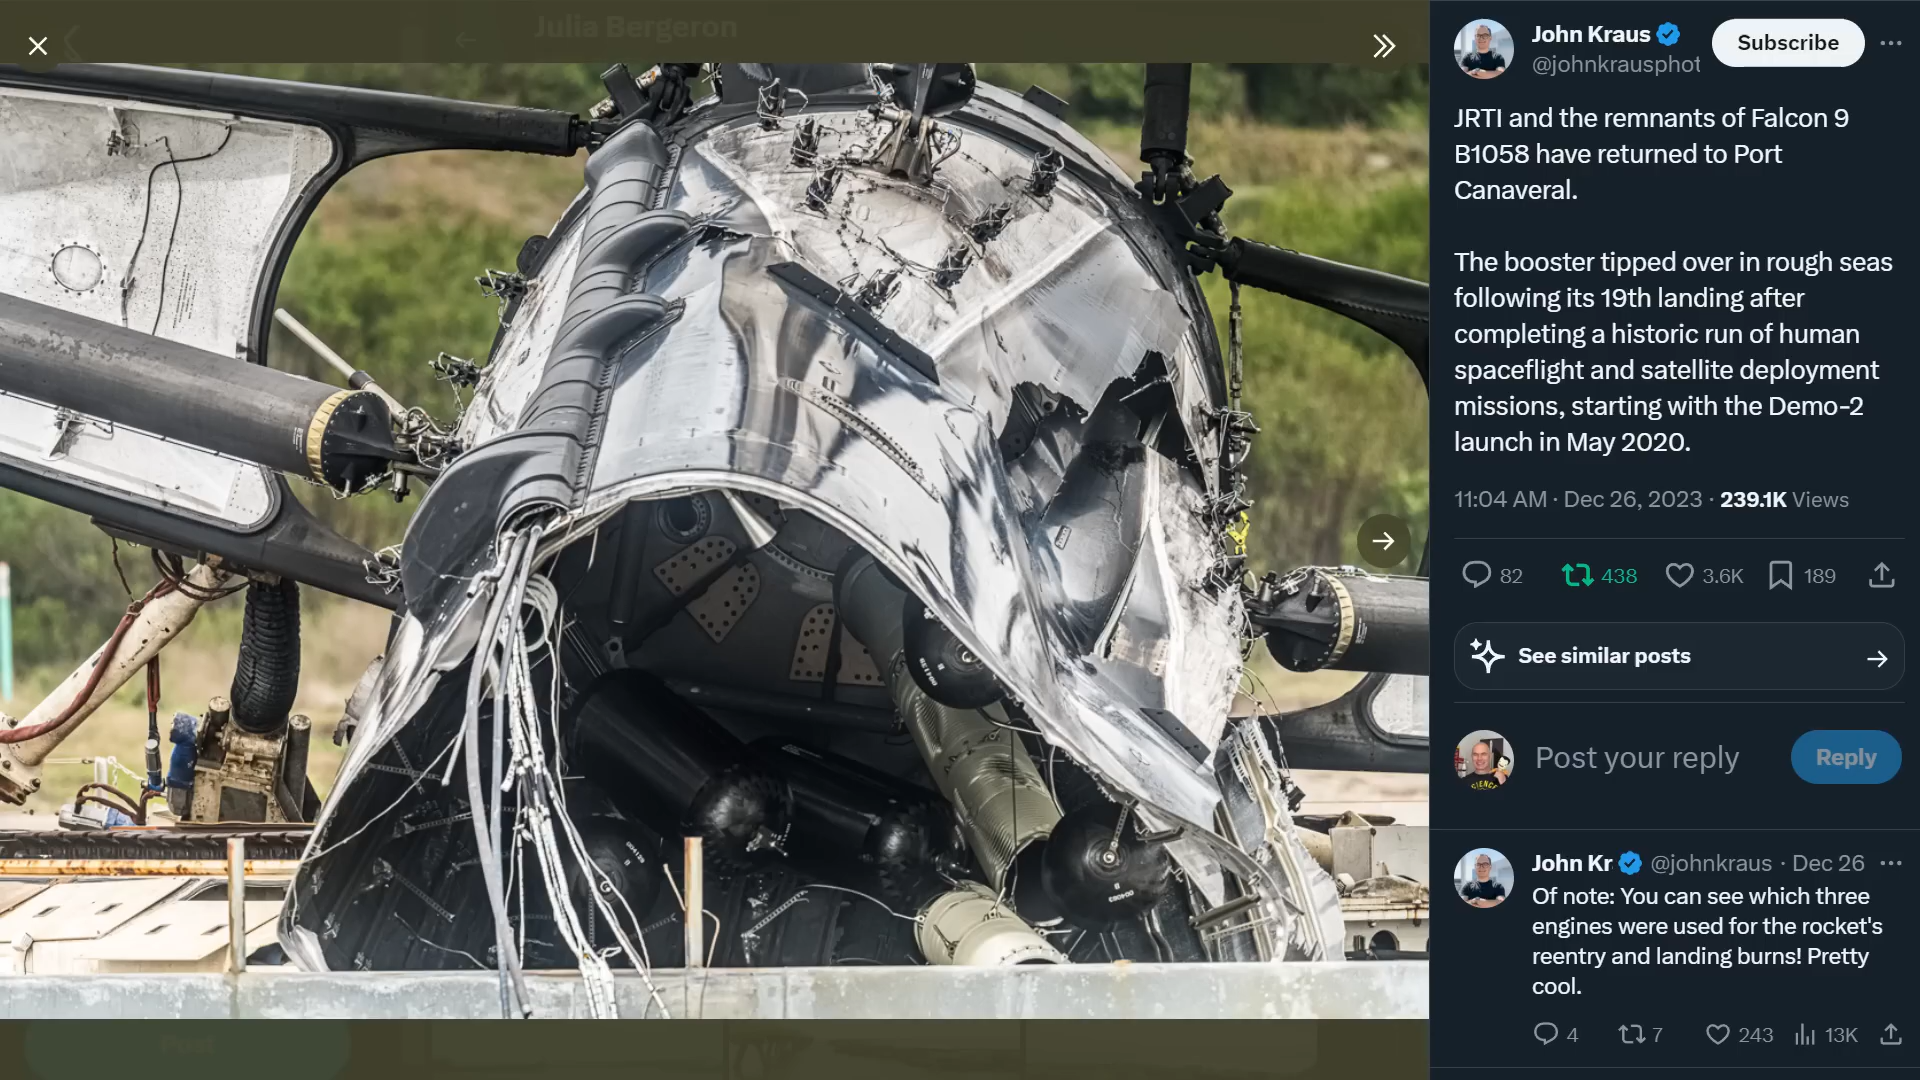 Julia Bergeron
John Kraus
Subscribe
@johnkrausphot
JRTI and the remnants of Falcon 9
B1058 have returned to Port
Canaveral.
The booster tipped over in rough seas
following its 19th landing after
completing a historic run of human
spaceflight and satellite deployment
missions, starting with the Demo-2
launch in May 2020.
11:04 AM · Dec 26, 2023 · 239.1K Views
82 438 3.6K 189
See similar posts
Post your reply
Reply
John Kr @johnkraus · Dec 26
Of note: You can see which three
engines were used for the rocket's
reentry and landing burns! Pretty
cool.
4 7 243 13K
Post